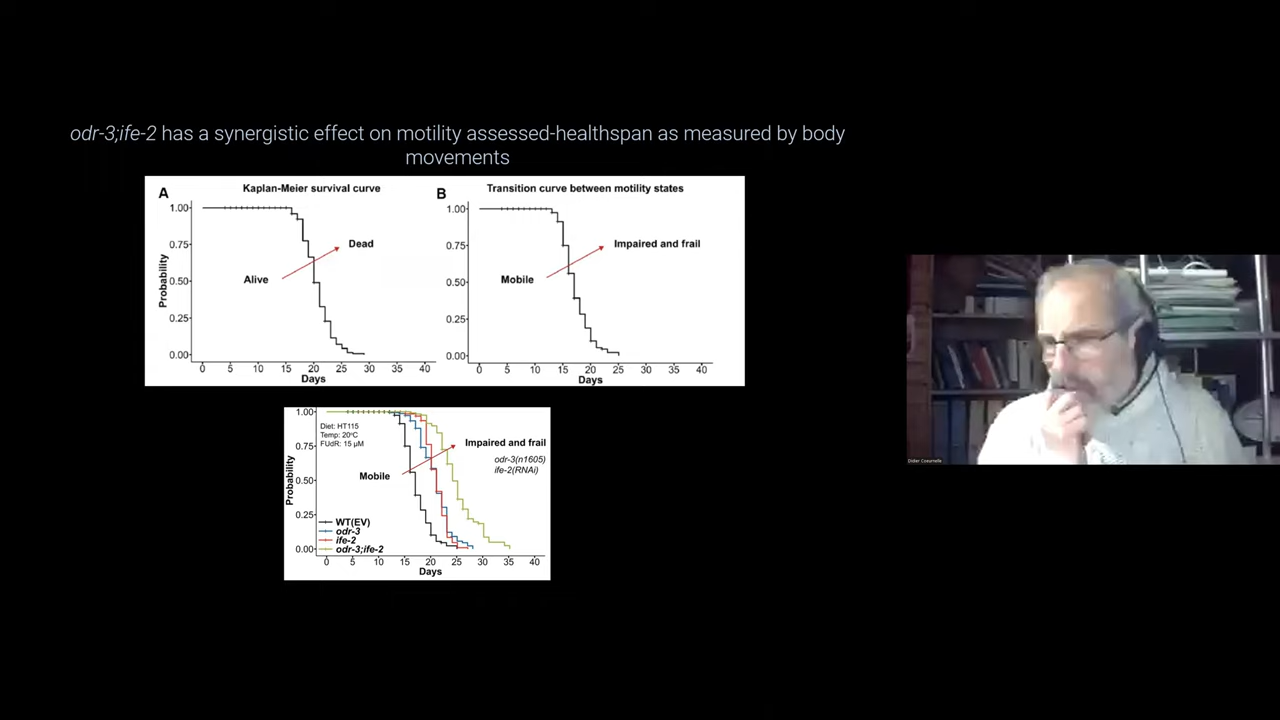 odr-3;ife-2 has a synergistic effect on motility assessed-healthspan as measured by body
movements
A
Kaplan-Meier survival curve
1.00
0.75
0.50
0.25
0.00
Probability
Dead
Alive
0 5 10 15 20 25 30 35 40
Days
B
Transition curve between motility states
1.00
0.75
0.50
0.25
0.00
Impaired and frail
Mobile
0 5 10 15 20 25 30 35 40
Days
1.00
0.75
0.50
0.25
0.00
Probability
Diet: HT115
Temp: 20°C
FUdR: 15 µM
Impaired and frail
odr-3(n1605)
ife-2(RNAi)
Mobile
WT(EV)
odr-3
ife-2
odr-3;ife-2
0 5 10 15 20 25 30 35 40
Days